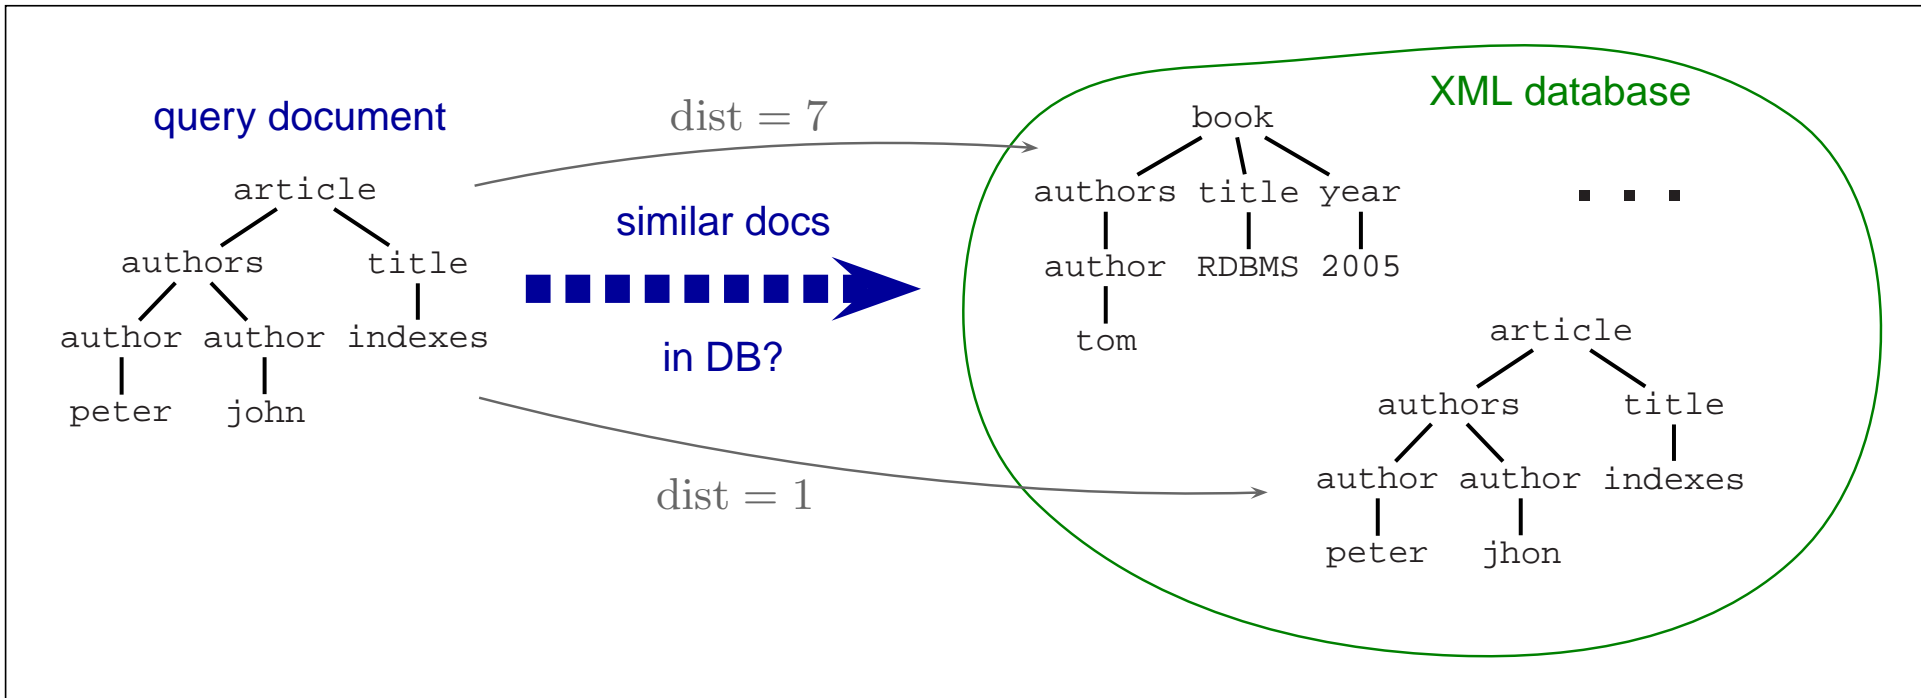 query document
article
authors title
author author indexes
peter john
dist = 7
similar docs
in DB?
dist = 1
XML database
book
authors title year
author RDBMS 2005
tom
. . .
article
authors title
author author indexes
peter jhon